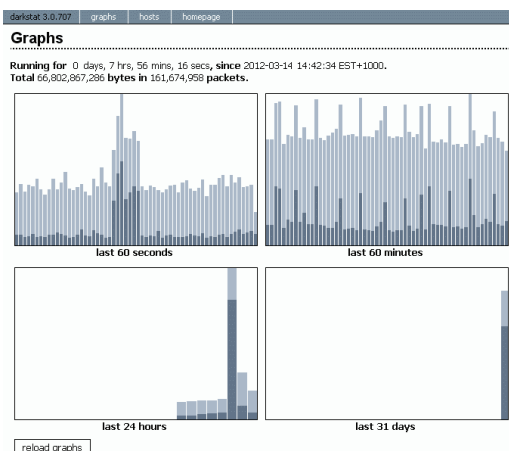 darkstat 3.0.707 graphs hosts homepage
Graphs
Running for 0 days, 7 hrs, 56 mins, 16 secs, since 2012-03-14 14:42:34 EST+1000.
Total 66,802,867,286 bytes in 161,674,958 packets.
last 60 seconds last 60 minutes
last 24 hours last 31 days
reload graphs